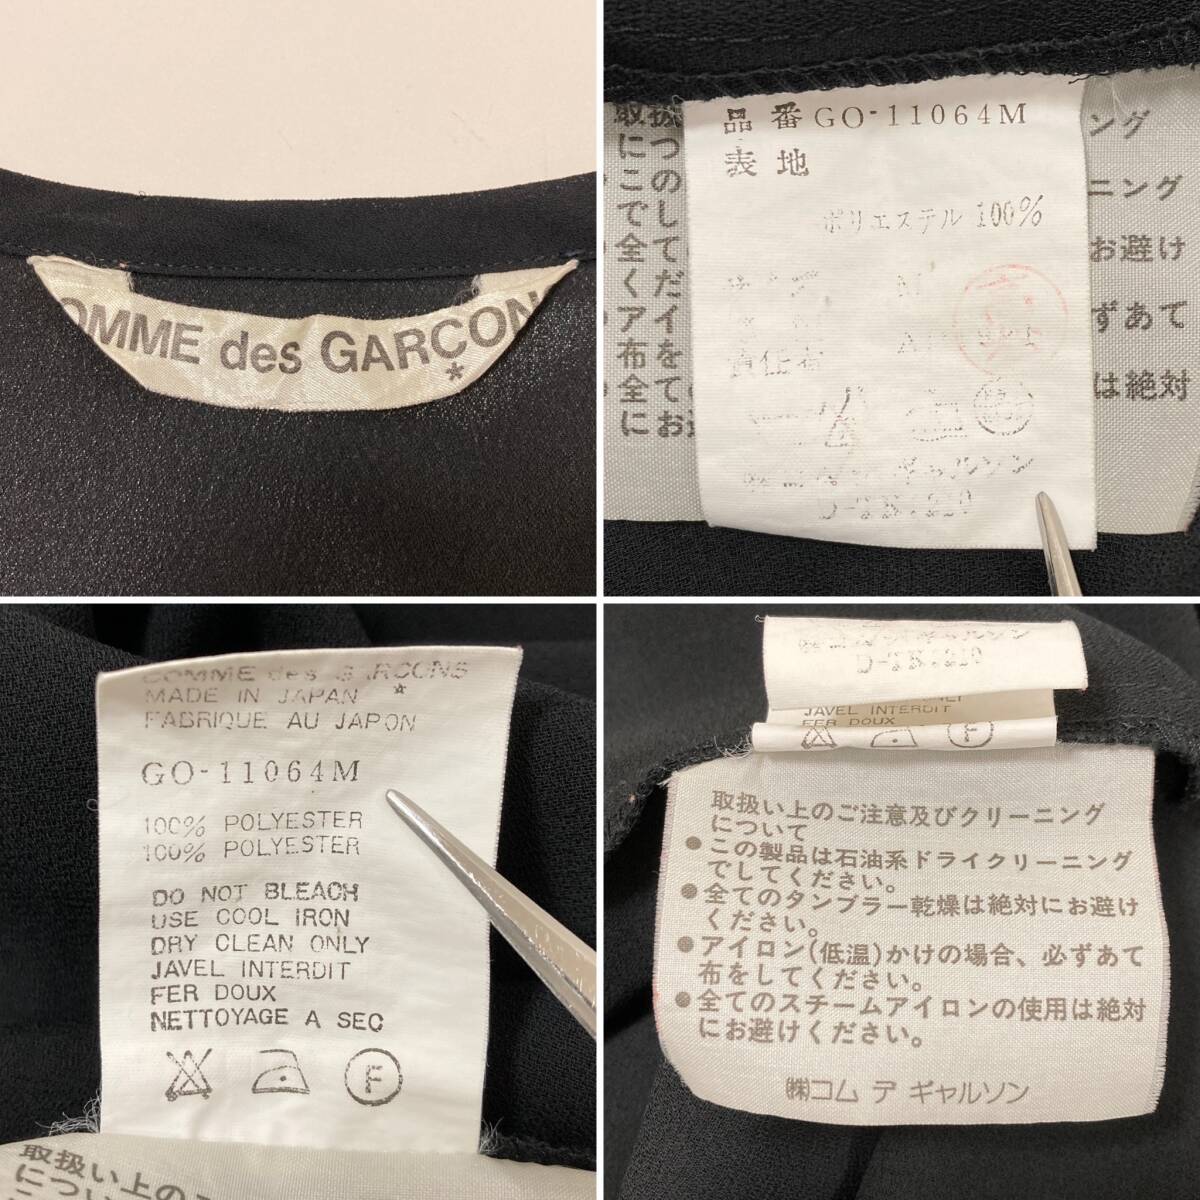 OMME des GARCON
*
品番 GO-11064M
表地
ポリエステル 100%
取扱
ング
につ
この
ニング
でして
全て
お避け
くだ
アイ
ずあて
布を
全て
は絶対
にお
COMME des GARCONS
*
MADE IN JAPAN
FABRIQUE AU JAPON
GO-11064M
100% POLYESTER
100% POLYESTER
DO NOT BLEACH
USE COOL IRON
DRY CLEAN ONLY
JAVEL INTERDIT
FER DOUX
NETTOYAGE A SEC
F
取扱い上の
につい
JAVEL INTERDIT
FER DOUX
F
取扱い上のご注意及びクリーニング
について
●この製品は石油系ドライクリーニング
でしてください。
●全てのタンブラー乾燥は絶対にお避け
ください。
●アイロン(低温)かけの場合、必ずあて
布をしてください。
●全てのスチームアイロンの使用は絶対
にお避けください。
㈱コム デ ギャルソン